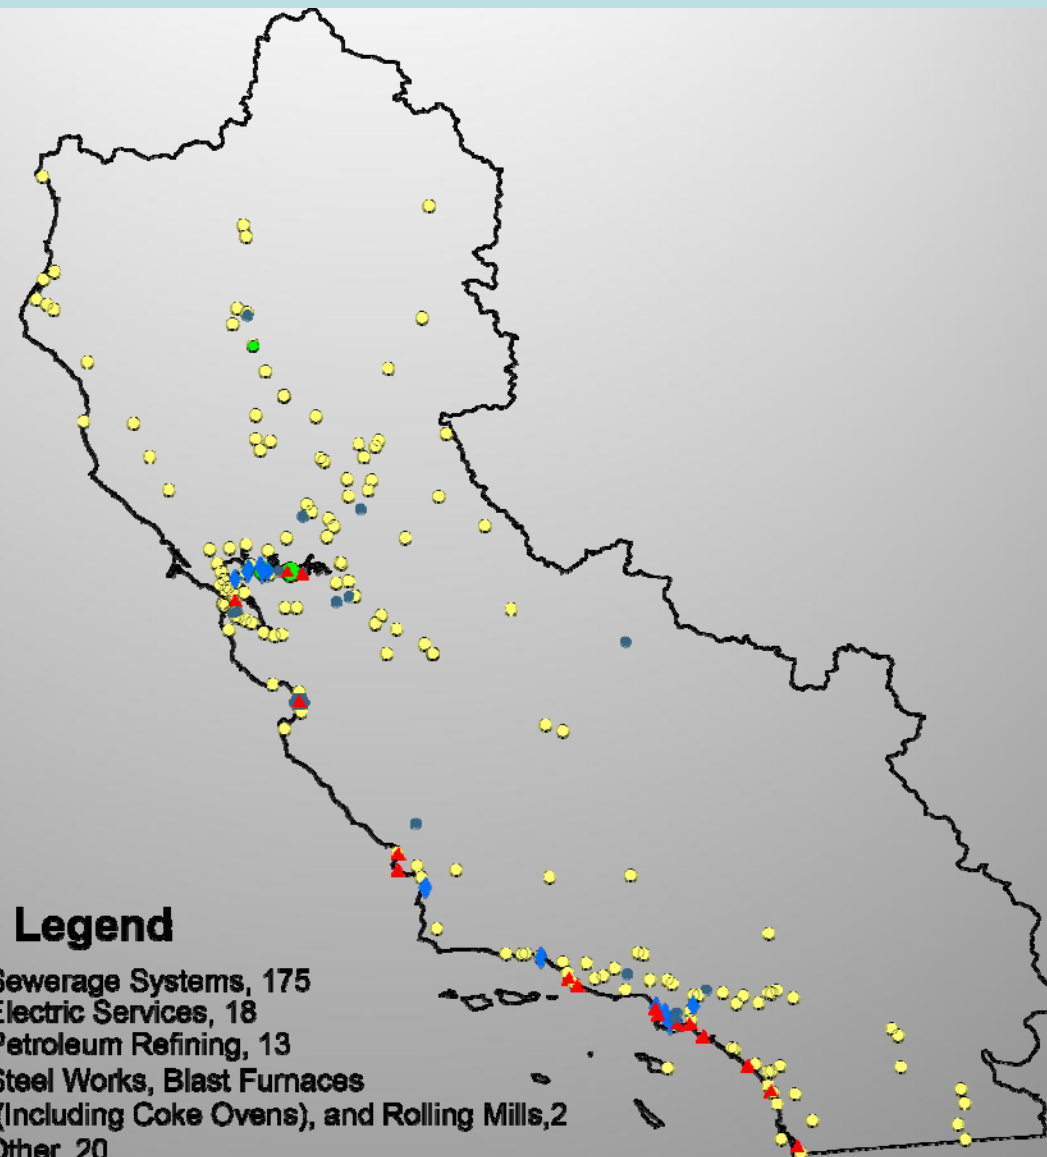 Legend
Sewerage Systems, 175
Electric Services, 18
Petroleum Refining, 13
Steel Works, Blast Furnaces
(Including Coke Ovens), and Rolling Mills,2
Other, 20